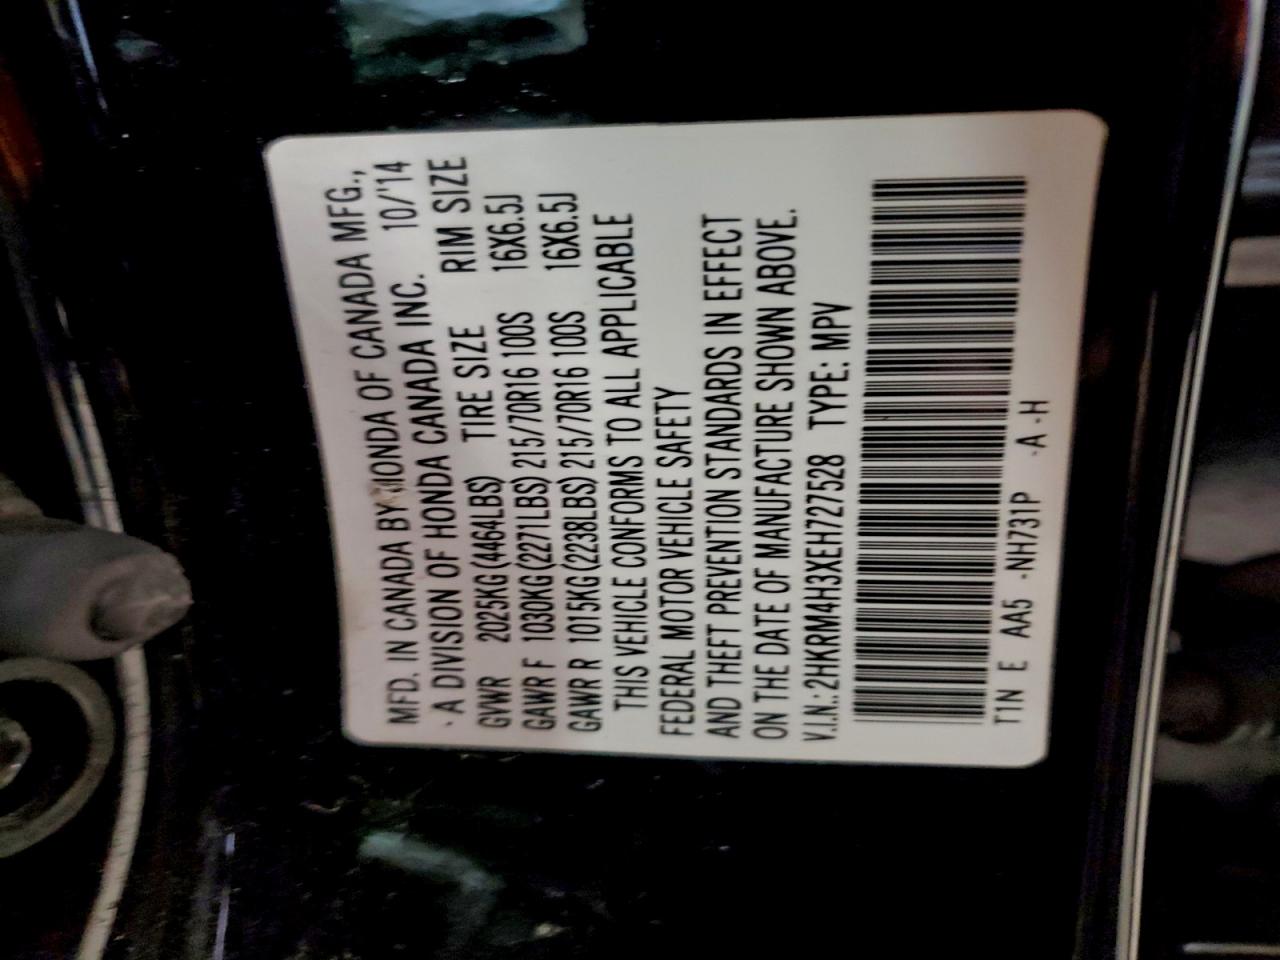 MFD. IN CANADA BY HONDA OF CANADA MFG.,
A DIVISION OF HONDA CANADA INC. 10/'14
TIRE SIZE RIM SIZE
GVWR 2025KG(4464LBS)
GAWR F 1030KG(2271LBS) 215/70R16 100S 16X6.5J
GAWR R 1015KG(2238LBS) 215/70R16 100S 16X6.5J
THIS VEHICLE CONFORMS TO ALL APPLICABLE
FEDERAL MOTOR VEHICLE SAFETY
AND THEFT PREVENTION STANDARDS IN EFFECT
ON THE DATE OF MANUFACTURE SHOWN ABOVE.
V.I.N.:2HKRM4H3XEH727528 TYPE: MPV
T1N E AA5 -NH731P -A -H